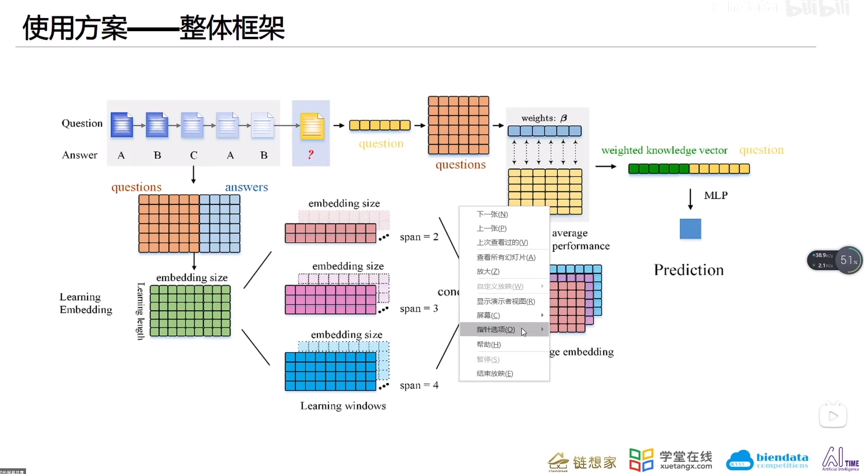 bilibili
使用方案——整体框架
Question
Answer
A B C A B ?
question
questions
weights: β
weighted knowledge vector question
MLP
Prediction
questions answers
embedding size
Learning length
Learning Embedding
embedding size
span = 2
embedding size
span = 3
embedding size
span = 4
Learning windows
average
performance
embedding
下一张(N)
上一张(P)
上次查看过的(V)
查看所有幻灯片(A)
放大(Z)
自定义放映(W)
显示演示者视图(R)
屏幕(C)
指针选项(O)
帮助(H)
暂停(S)
结束放映(E)
51%
链想家
学堂在线
xuetangx.com
biendata
competitions
AI TIME
Artificial Intelligence